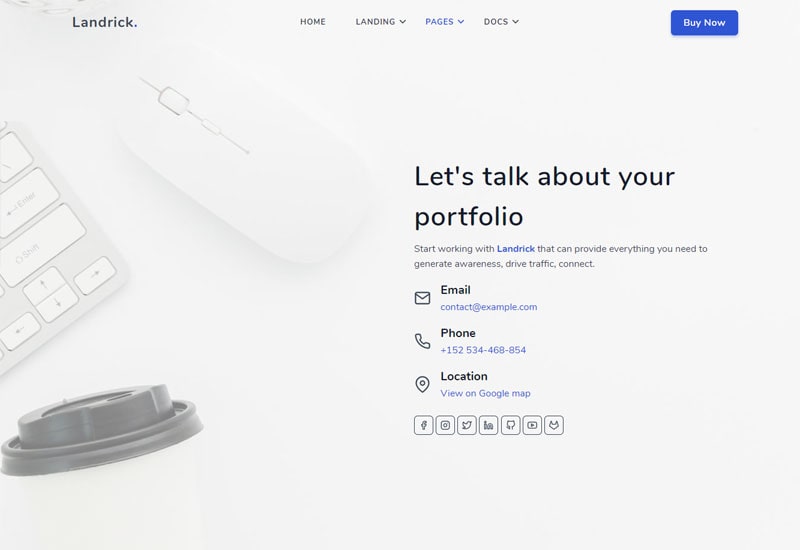 Landrick.
HOME
LANDING
PAGES
DOCS
Buy Now
Enter
Shift
Let's talk about your
portfolio
Start working with Landrick that can provide everything you need to
generate awareness, drive traffic, connect.
Email
contact@example.com
Phone
+152 534-468-854
Location
View on Google map